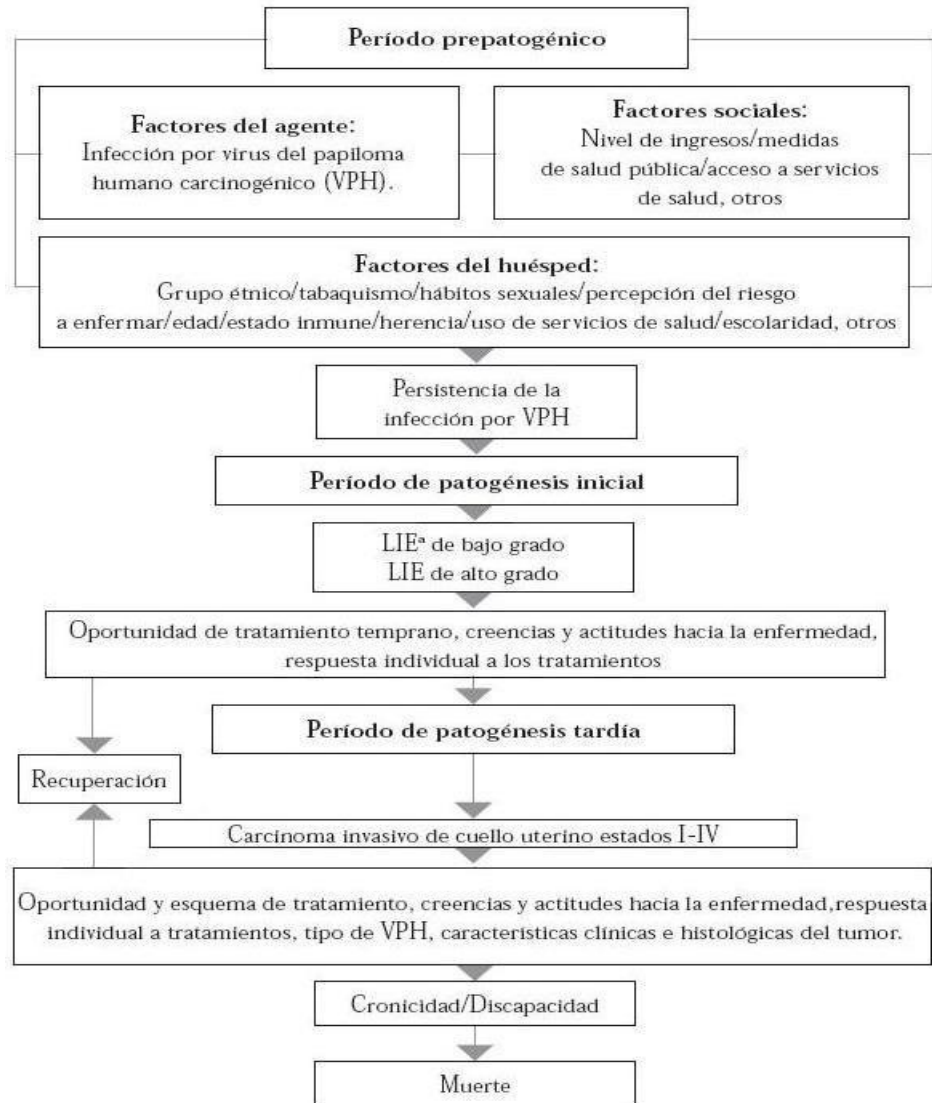 Período prepatogénico
Factores del agente:
Infección por virus del papiloma
humano carcinogénico (VPH).
Factores sociales:
Nivel de ingresos/medidas
de salud pública/acceso a servicios
de salud, otros
Factores del huésped:
Grupo étnico/tabaquismo/hábitos sexuales/percepción del riesgo
a enfermar/edad/estado inmune/herencia/uso de servicios de salud/escolaridad, otros
Persistencia de la
infección por VPH
Período de patogénesis inicial
LIEª de bajo grado
LIE de alto grado
Oportunidad de tratamiento temprano, creencias y actitudes hacia la enfermedad,
respuesta individual a los tratamientos
Período de patogénesis tardía
Recuperación
Carcinoma invasivo de cuello uterino estados I-IV
Oportunidad y esquema de tratamiento, creencias y actitudes hacia la enfermedad,respuesta
individual a tratamientos, tipo de VPH, características clínicas e histológicas del tumor.
Cronicidad/Discapacidad
Muerte